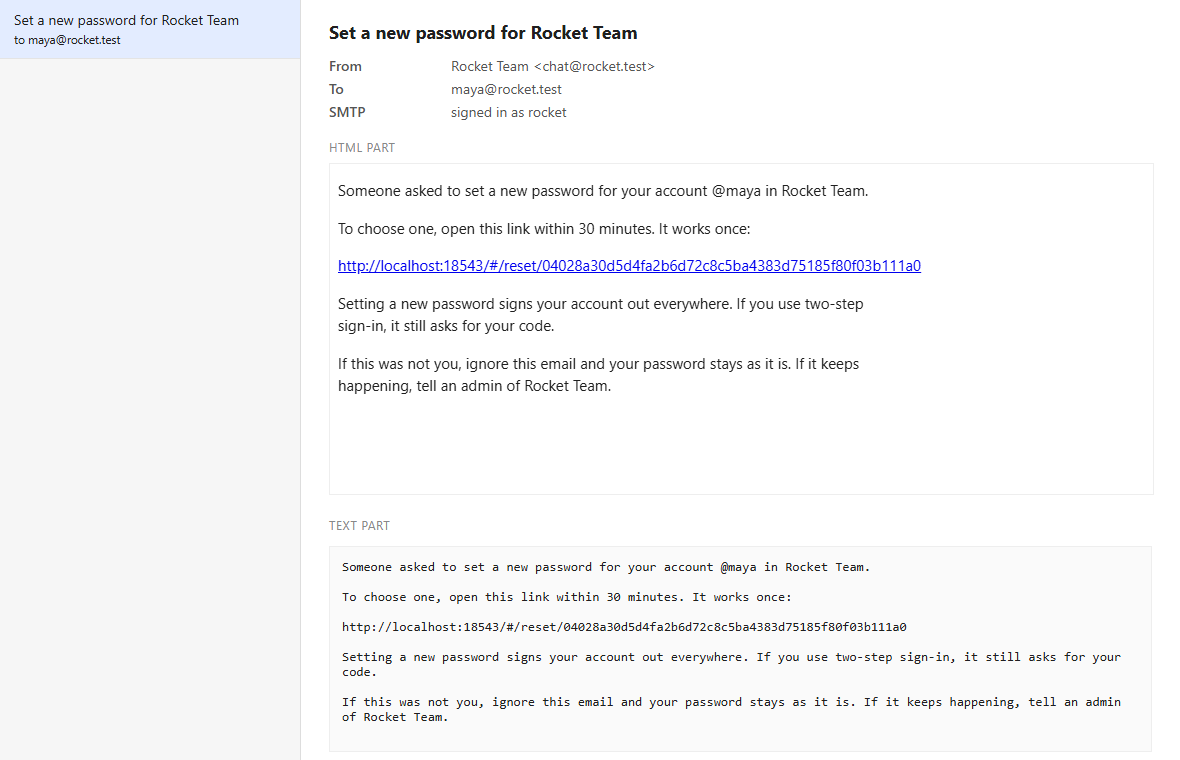 Set a new password for Rocket Team
to maya@rocket.test
Set a new password for Rocket Team
From Rocket Team <chat@rocket.test>
To maya@rocket.test
SMTP signed in as rocket
HTML PART
Someone asked to set a new password for your account @maya in Rocket Team.
To choose one, open this link within 30 minutes. It works once:
http://localhost:18543/#/reset/04028a30d5d4fa2b6d72c8c5ba4383d75185f80f03b111a0
Setting a new password signs your account out everywhere. If you use two-step
sign-in, it still asks for your code.
If this was not you, ignore this email and your password stays as it is. If it keeps
happening, tell an admin of Rocket Team.
TEXT PART
Someone asked to set a new password for your account @maya in Rocket Team.
To choose one, open this link within 30 minutes. It works once:
http://localhost:18543/#/reset/04028a30d5d4fa2b6d72c8c5ba4383d75185f80f03b111a0
Setting a new password signs your account out everywhere. If you use two-step sign-in, it still asks for your
code.
If this was not you, ignore this email and your password stays as it is. If it keeps happening, tell an admin
of Rocket Team.